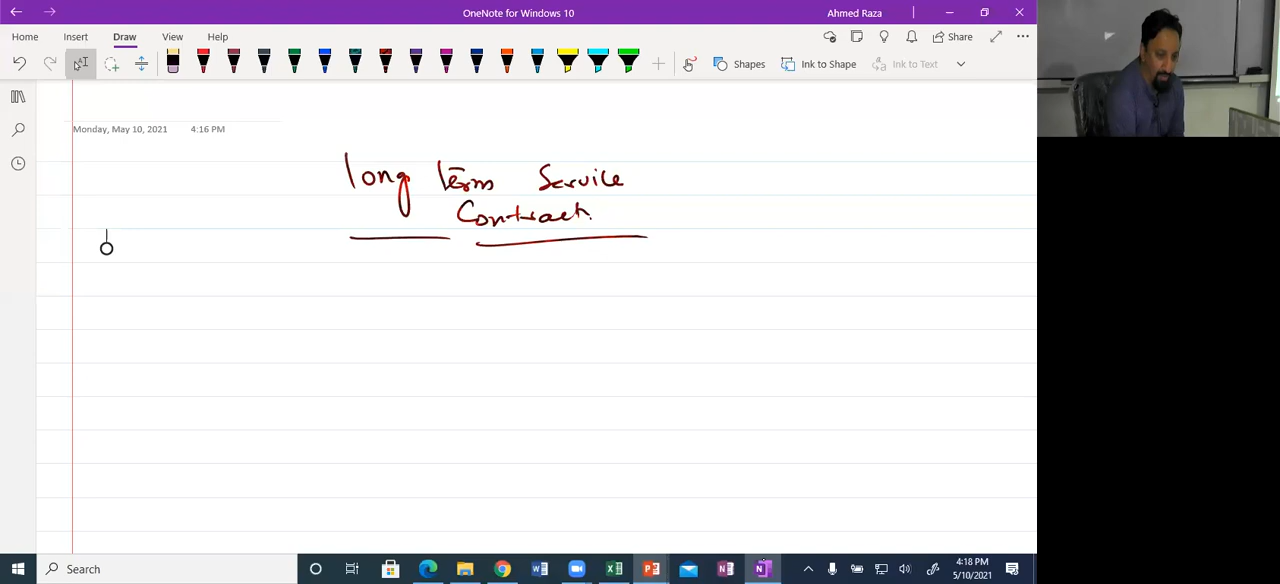 OneNote for Windows 10
Ahmed Raza
Home Insert Draw View Help
Share
Shapes Ink to Shape Ink to Text
Monday, May 10, 2021 4:16 PM
long term Service
Contract.
Search
4:18 PM
5/10/2021